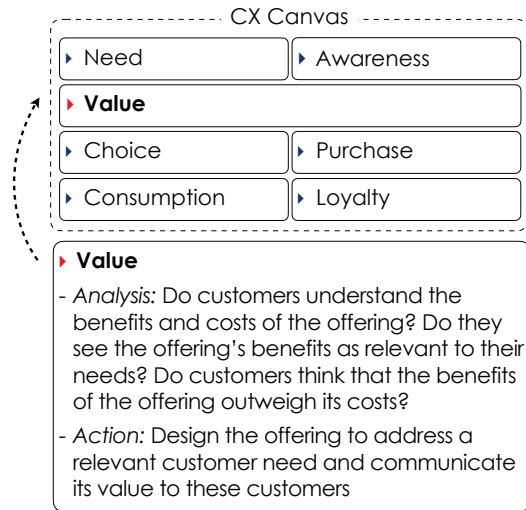 CX Canvas
Need
Awareness
Value
Choice
Purchase
Consumption
Loyalty
Value
- Analysis: Do customers understand the
benefits and costs of the offering? Do they
see the offering’s benefits as relevant to their
needs? Do customers think that the benefits
of the offering outweigh its costs?
- Action: Design the offering to address a
relevant customer need and communicate
its value to these customers